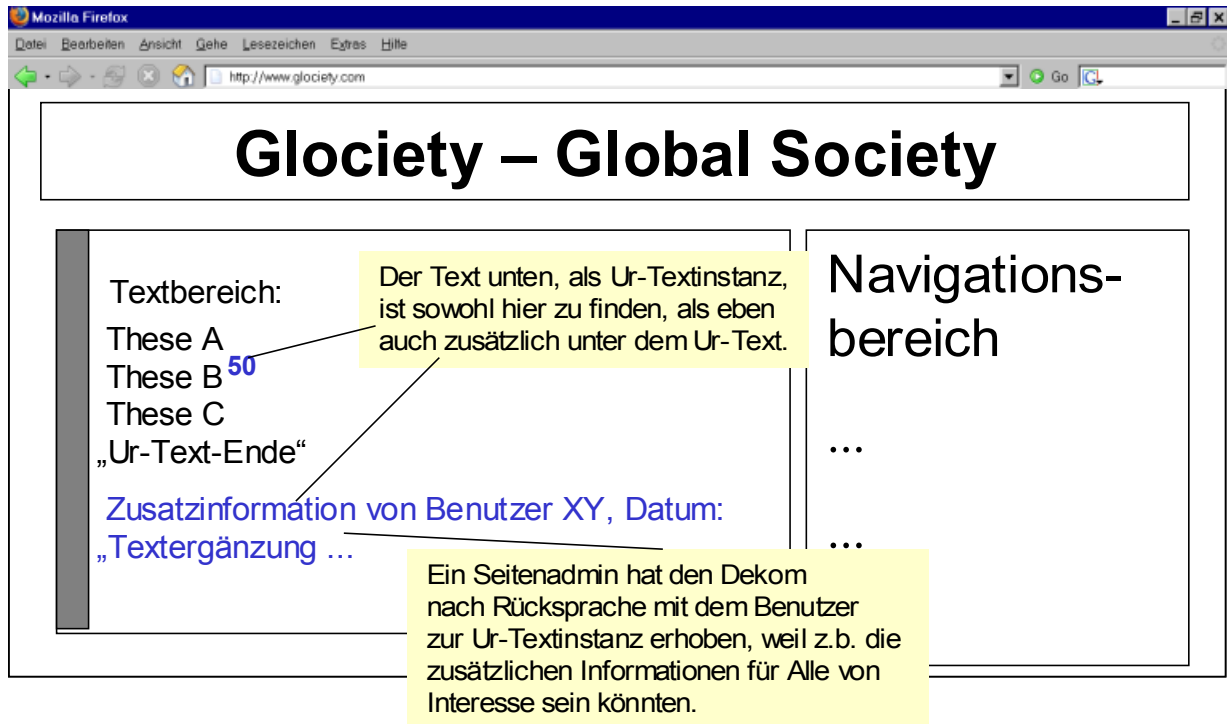 Mozilla Firefox
Datei Bearbeiten Ansicht Gehe Lesezeichen Extras Hilfe
http://www.glociety.com
Go
Glociety – Global Society
Textbereich:
These A
These B 50
These C
„Ur-Text-Ende“
Zusatzinformation von Benutzer XY, Datum:
„Textergänzung ...
Der Text unten, als Ur-Textinstanz,
ist sowohl hier zu finden, als eben
auch zusätzlich unter dem Ur-Text.
Ein Seitenadmin hat den Dekom
nach Rücksprache mit dem Benutzer
zur Ur-Textinstanz erhoben, weil z.b. die
zusätzlichen Informationen für Alle von
Interesse sein könnten.
Navigations-
bereich
...
...